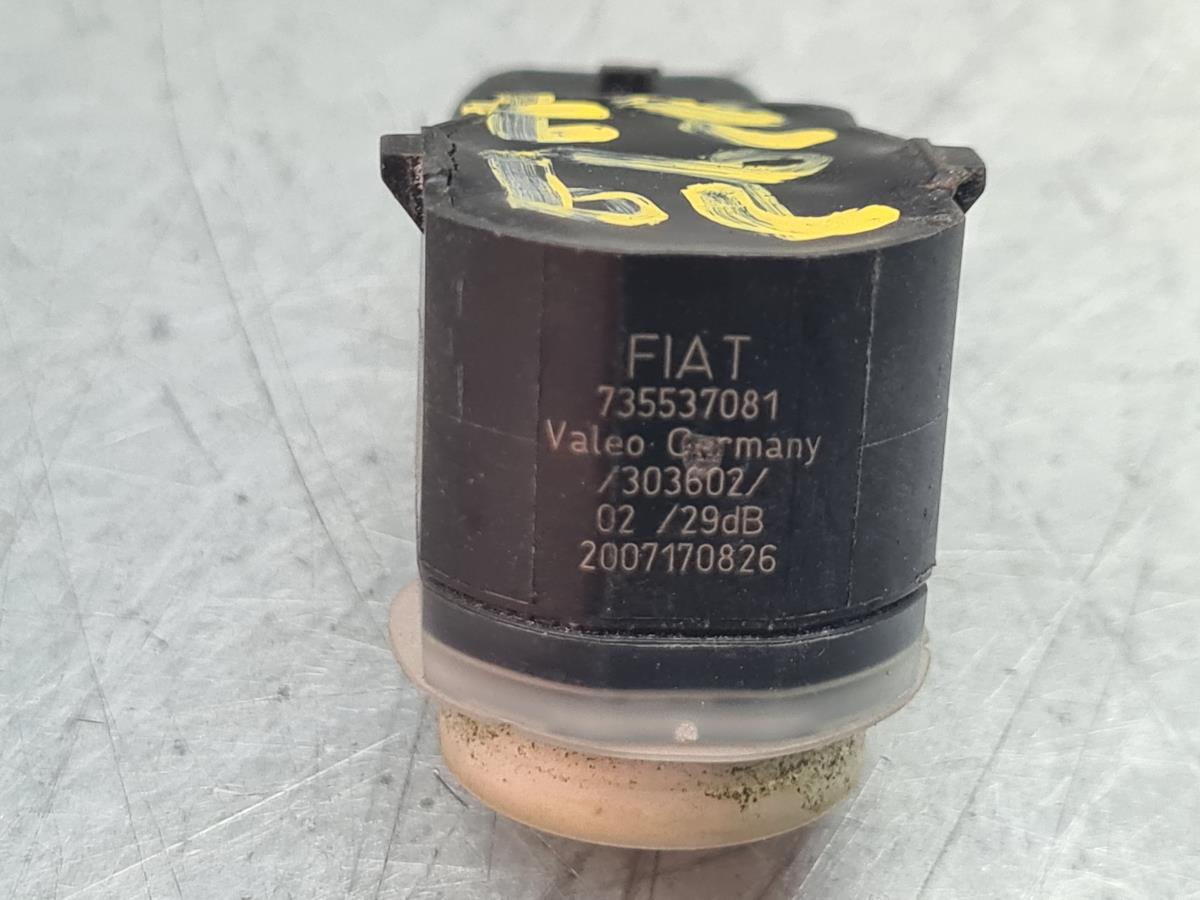 FIAT
735537081
Valeo Germany
/303602/
02 /29dB
2007170826